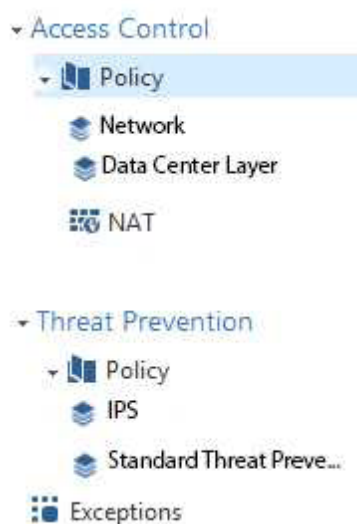 Access Control
Policy
Network
Data Center Layer
NAT
Threat Prevention
Policy
IPS
Standard Threat Preve...
Exceptions